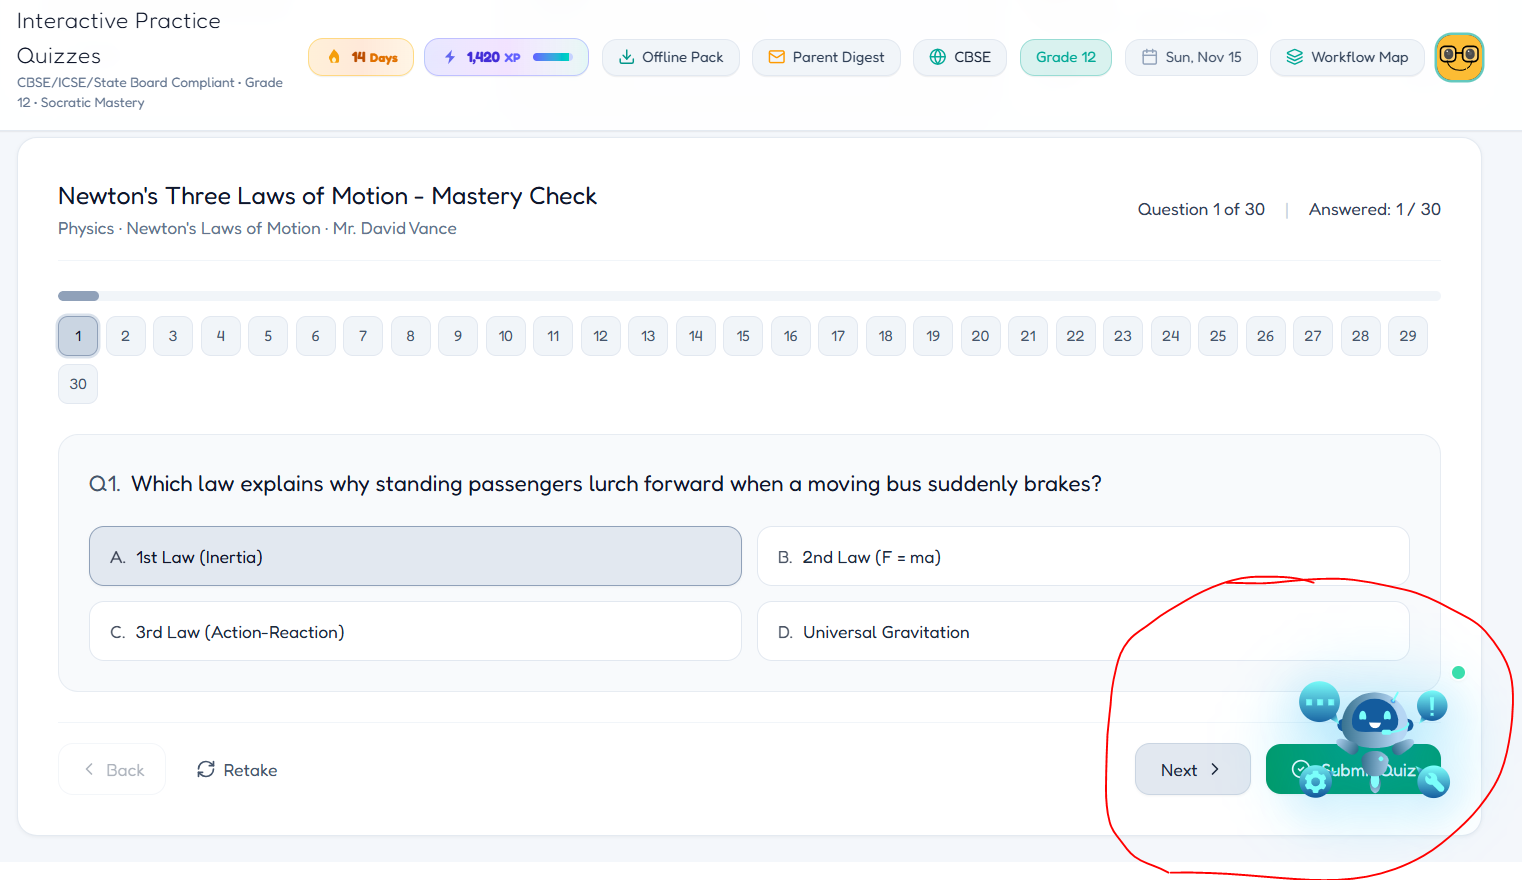 Interactive Practice
Quizzes
CBSE/ICSE/State Board Compliant · Grade
12 · Socratic Mastery
14 Days
1,420 XP
Offline Pack
Parent Digest
CBSE
Grade 12
Sun, Nov 15
Workflow Map
Newton's Three Laws of Motion - Mastery Check
Physics · Newton's Laws of Motion · Mr. David Vance
Question 1 of 30 | Answered: 1 / 30
1 2 3 4 5 6 7 8 9 10 11 12 13 14 15 16 17 18 19 20 21 22 23 24 25 26 27 28 29
30
Q1. Which law explains why standing passengers lurch forward when a moving bus suddenly brakes?
A. 1st Law (Inertia)
B. 2nd Law (F = ma)
C. 3rd Law (Action-Reaction)
D. Universal Gravitation
Back
Retake
Next
Submit Quiz